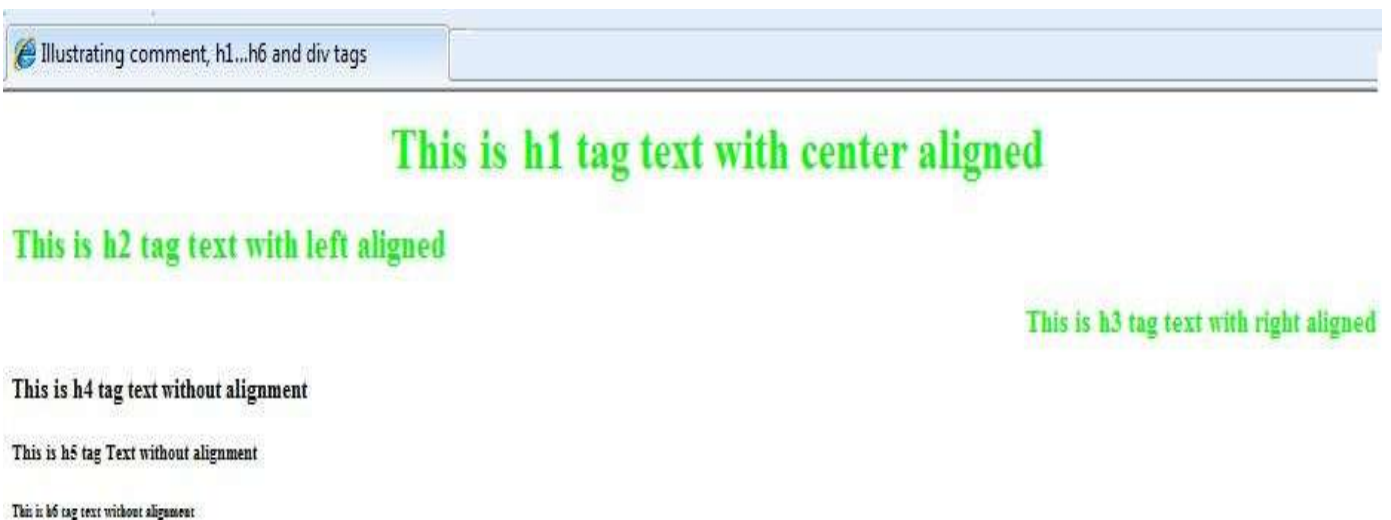 Illustrating comment, h1...h6 and div tags
This is h1 tag text with center aligned
This is h2 tag text with left aligned
This is h3 tag text with right aligned
This is h4 tag text without alignment
This is h5 tag Text without alignment
This is h6 tag text without alignment